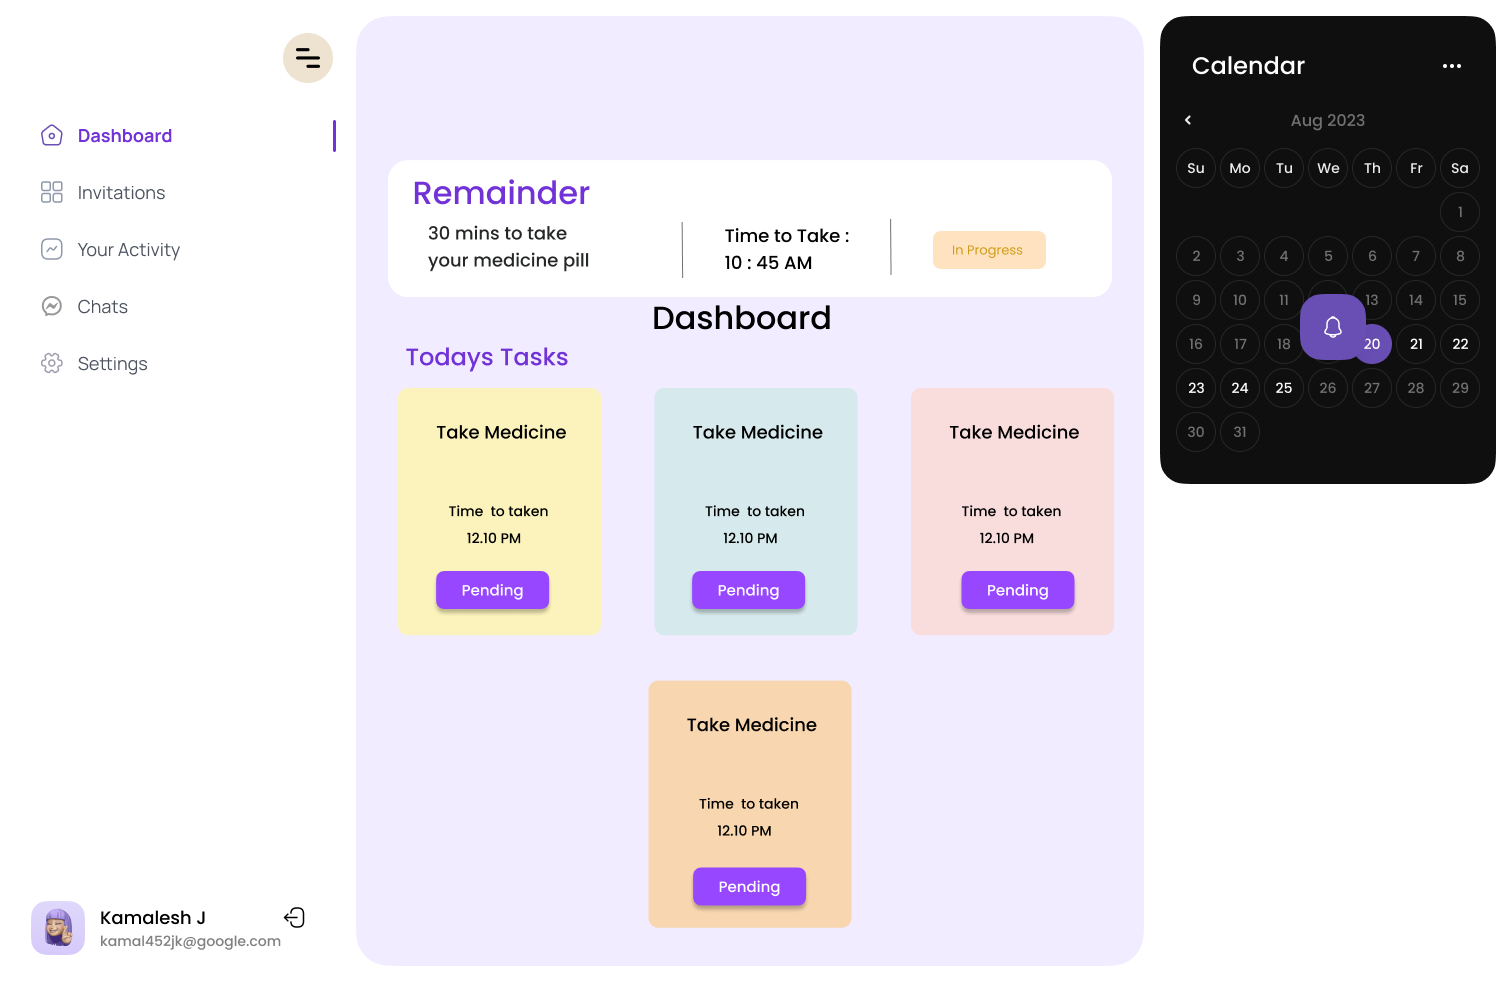 Dashboard
Invitations
Your Activity
Chats
Settings
Kamalesh J
kamal452jk@google.com
Remainder
30 mins to take
your medicine pill
Time to Take :
10 : 45 AM
In Progress
Dashboard
Todays Tasks
Take Medicine
Time to taken
12.10 PM
Pending
Take Medicine
Time to taken
12.10 PM
Pending
Take Medicine
Time to taken
12.10 PM
Pending
Take Medicine
Time to taken
12.10 PM
Pending
Calendar
Aug 2023
Su Mo Tu We Th Fr Sa
1
2 3 4 5 6 7 8
9 10 11 13 14 15
16 17 18 20 21 22
23 24 25 26 27 28 29
30 31